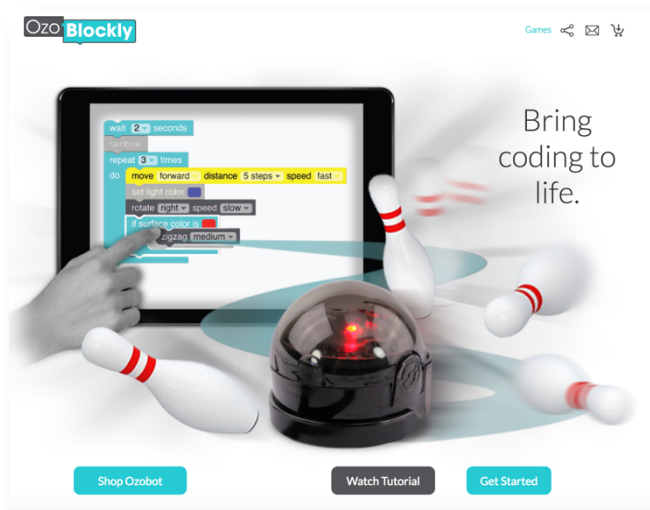 Ozo Blockly
Games
Bring
coding to
life.
wait 2 seconds
rainbow
repeat 3 times
do move forward distance 5 steps speed fast
set light color
rotate right speed slow
if surface color is
zigzag medium
Shop Ozobot
Watch Tutorial
Get Started